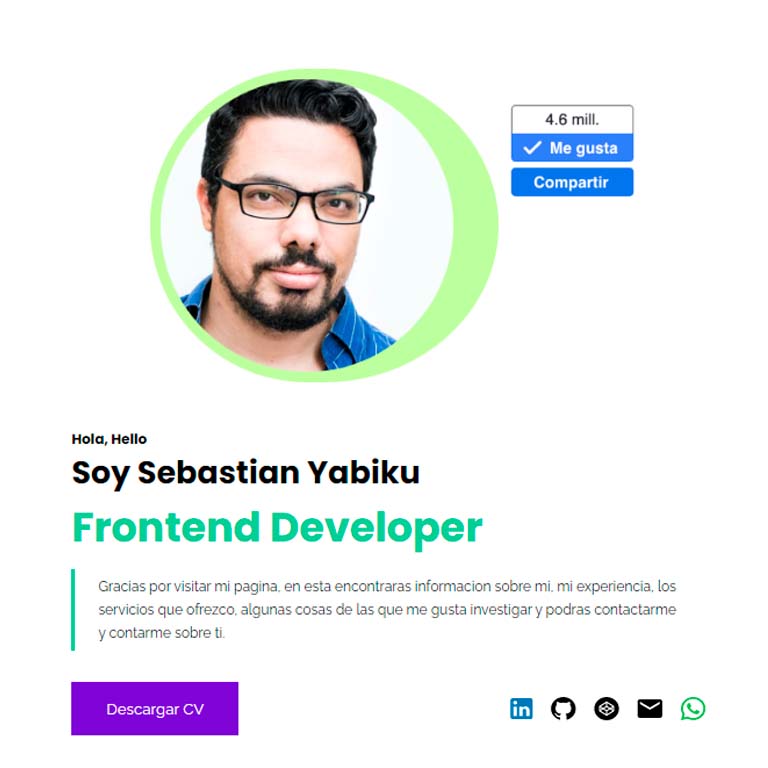 4.6 mill.
Me gusta
Compartir
Hola, Hello
Soy Sebastian Yabiku
Frontend Developer
Gracias por visitar mi pagina, en esta encontraras informacion sobre mi, mi experiencia, los
servicios que ofrezco, algunas cosas de las que me gusta investigar y podras contactarme
y contarme sobre ti.
Descargar CV
in